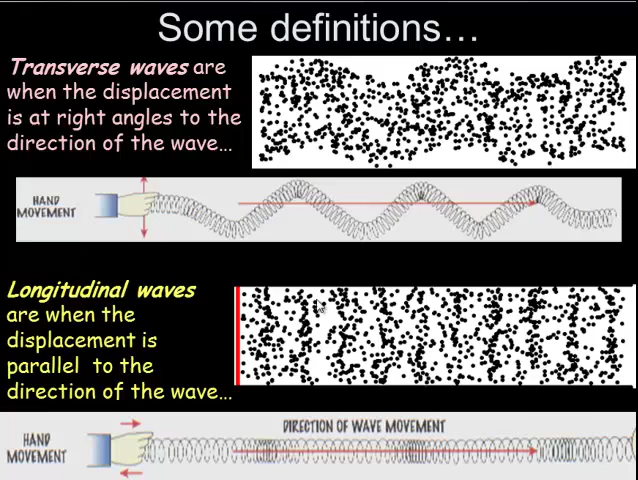 Some definitions...
Transverse waves are
when the displacement
is at right angles to the
direction of the wave...
HAND
MOVEMENT
Longitudinal waves
are when the
displacement is
parallel to the
direction of the wave...
DIRECTION OF WAVE MOVEMENT
HAND
MOVEMENT